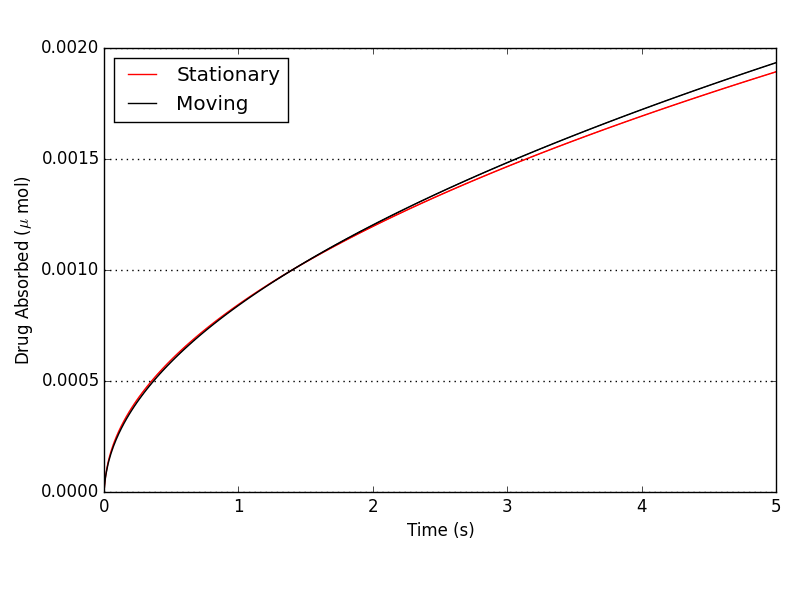 0.0020
Stationary
Moving
0.0015
0.0010
0.0005
0.0000
Drug Absorbed (μ mol)
0 1 2 3 4 5
Time (s)